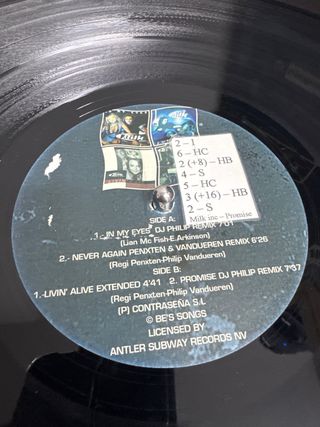 2 – I
6 – HC
2 (+8) – HB
4 – S
5 – HC
3 (+16) – HB
2 – S
Milk inc – Promise
SIDE A:
1.-IN MY EYES DJ PHILIP REMIX 7'01
(Lian Mc Fish-E.Arkinson)
2.- NEVER AGAIN PENXTEN & VANDUEREN REMIX 6'26
(Regi Penxten-Philip Vandueren)
SIDE B:
1.-LIVIN' ALIVE EXTENDED 4'41 2. PROMISE DJ PHILIP REMIX 7'37
(Regi Penxten-Philip Vandueren)
(P) CONTRASEÑA S.L
© BE'S SONGS
LICENSED BY
ANTLER SUBWAY RECORDS NV